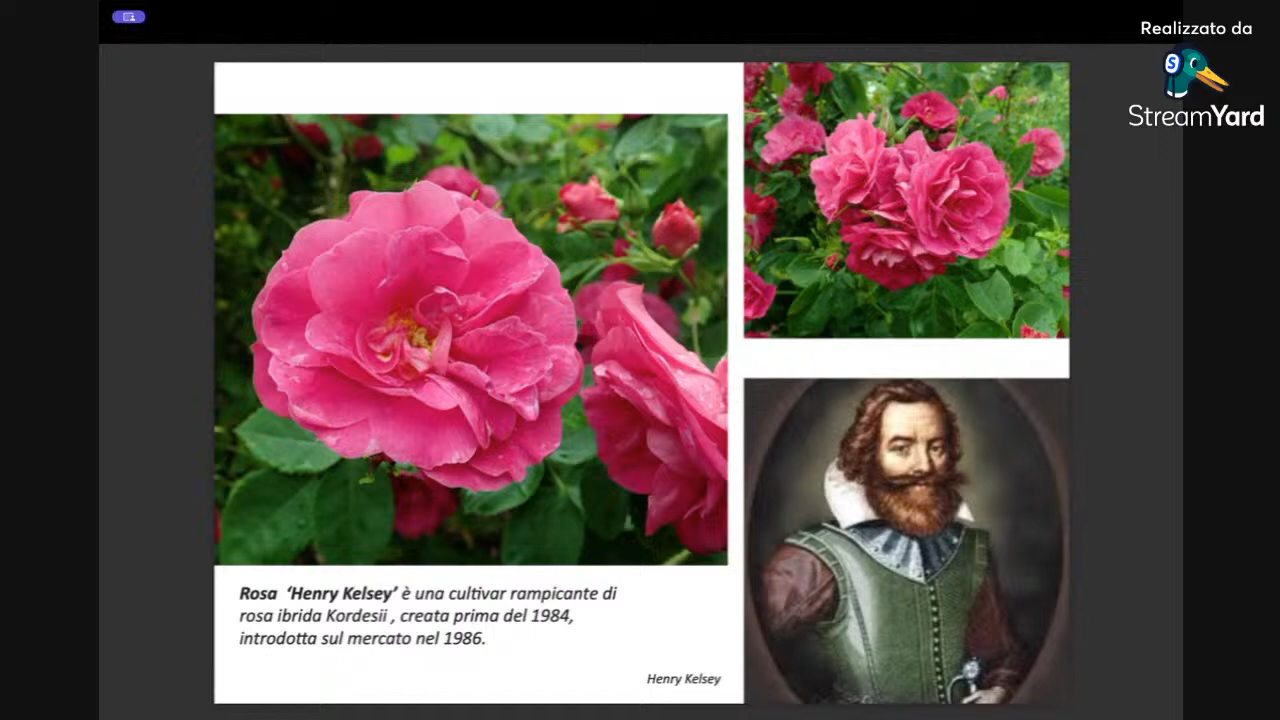 Realizzato da
StreamYard
Rosa 'Henry Kelsey' è una cultivar rampicante di
rosa ibrida Kordesii , creata prima del 1984,
introdotta sul mercato nel 1986.
Henry Kelsey